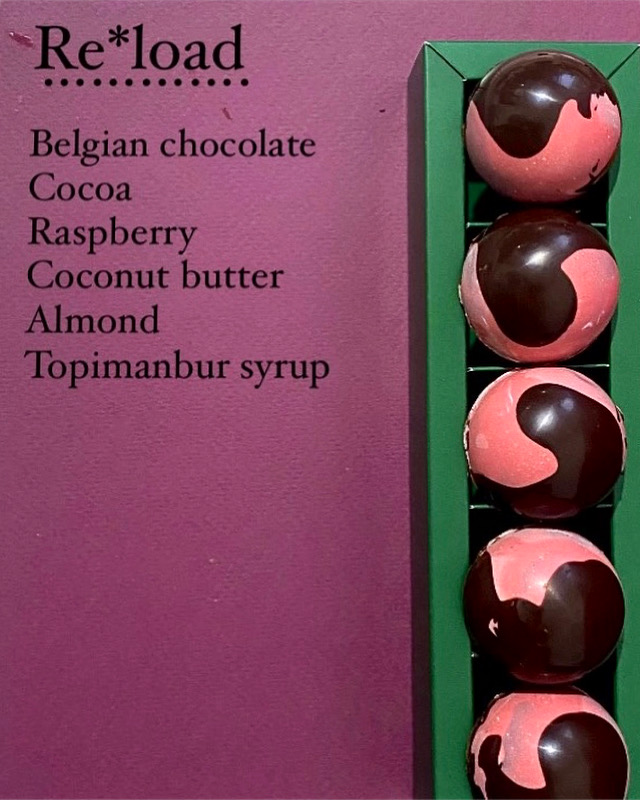 Re*load
Belgian chocolate
Cocoa
Raspberry
Coconut butter
Almond
Topimanbur syrup